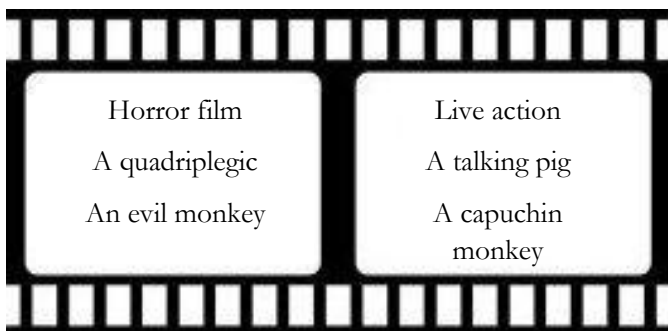 Horror film
A quadriplegic
An evil monkey
Live action
A talking pig
A capuchin
monkey